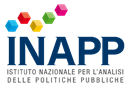 INAPP
ISTITUTO NAZIONALE PER L'ANALISI
DELLE POLITICHE PUBBLICHE